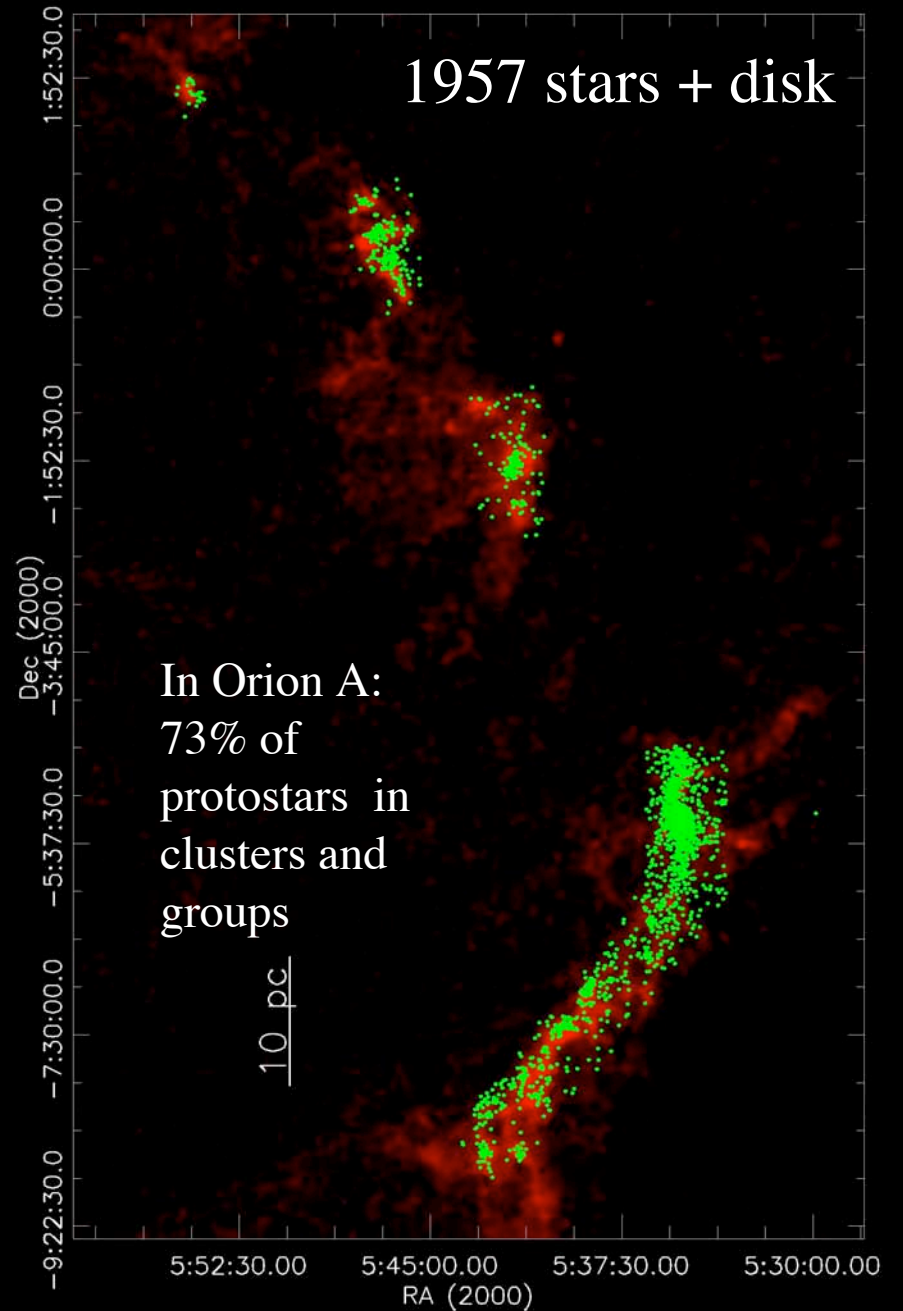 1957 stars + disk
1:52:30.0
0:00:00.0
−1:52:30.0
−3:45:00.0
−5:37:30.0
−7:30:00.0
−9:22:30.0
Dec (2000)
In Orion A:
73% of
protostars in
clusters and
groups
10 pc
5:52:30.00 5:45:00.00 5:37:30.00 5:30:00.00
RA (2000)